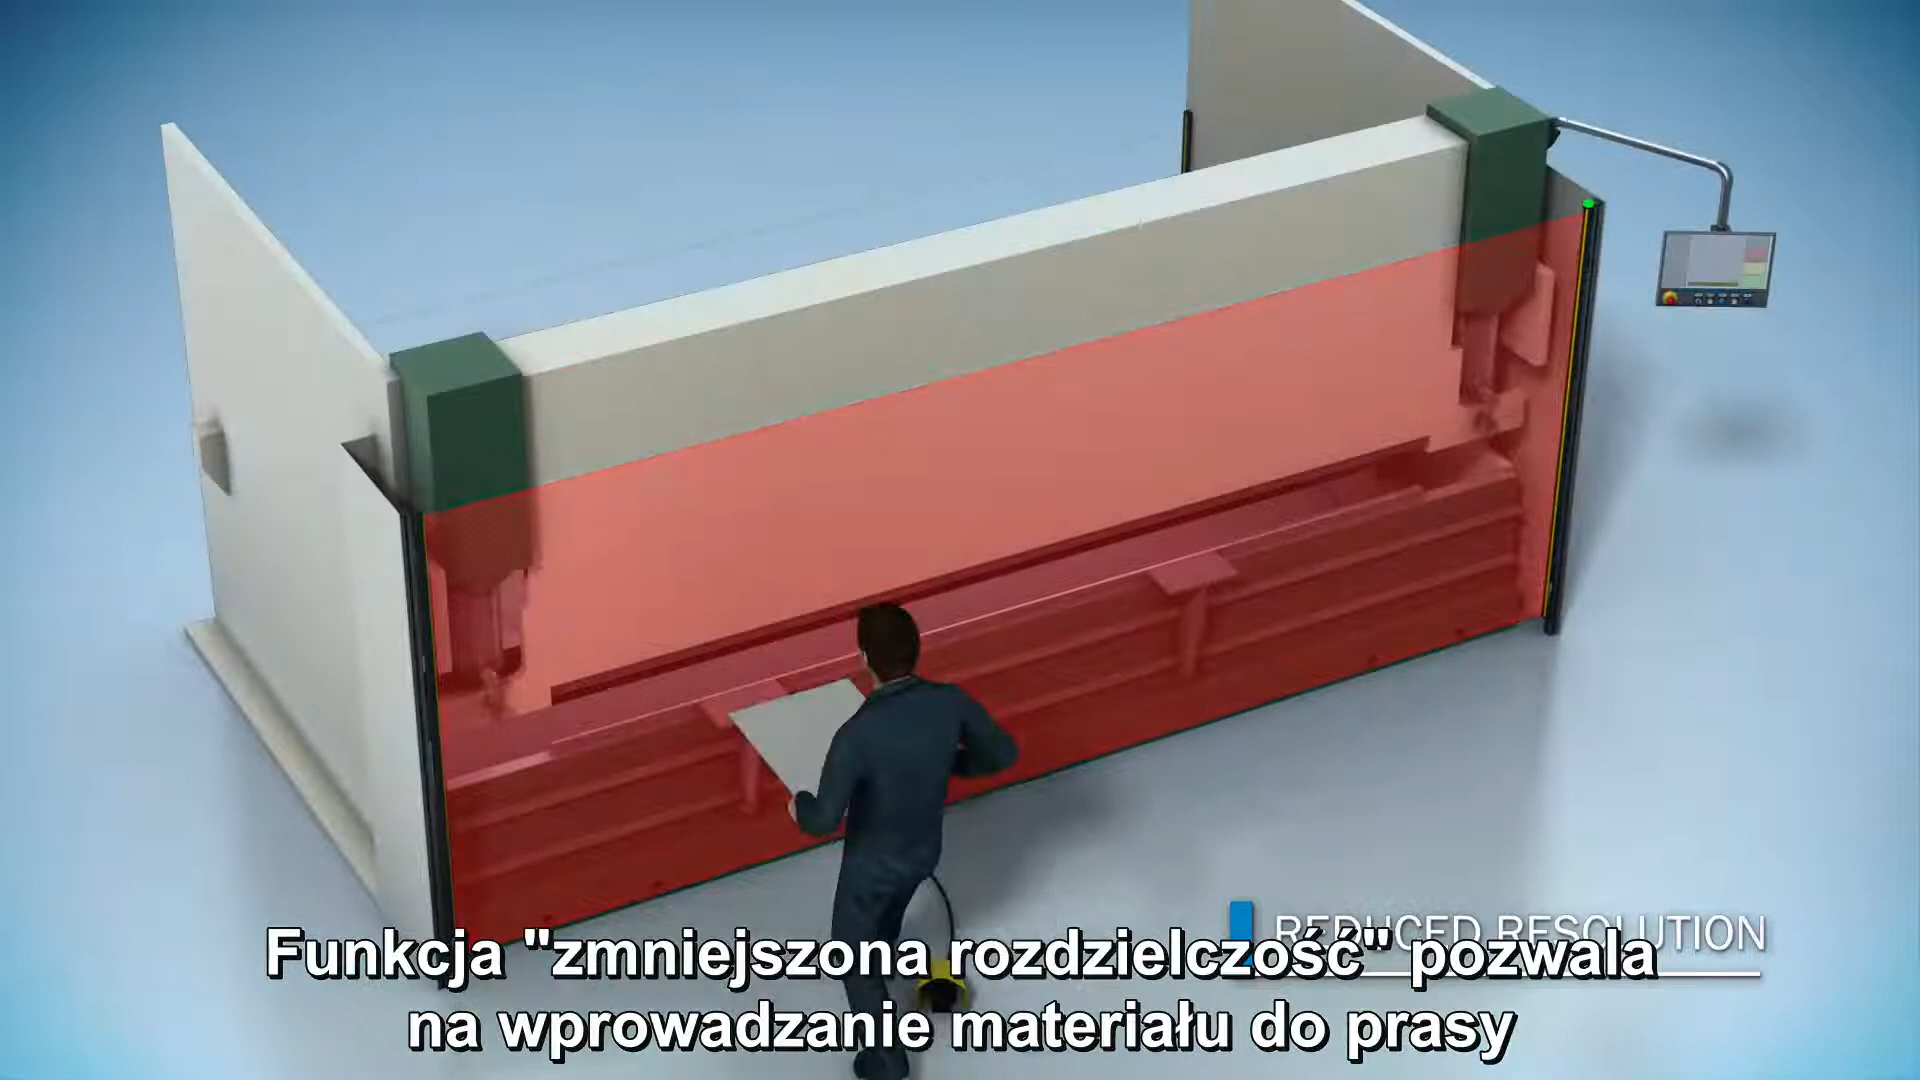 REDUCED RESOLUTION
Funkcja "zmniejszona rozdzielczość" pozwala
na wprowadzanie materiału do prasy